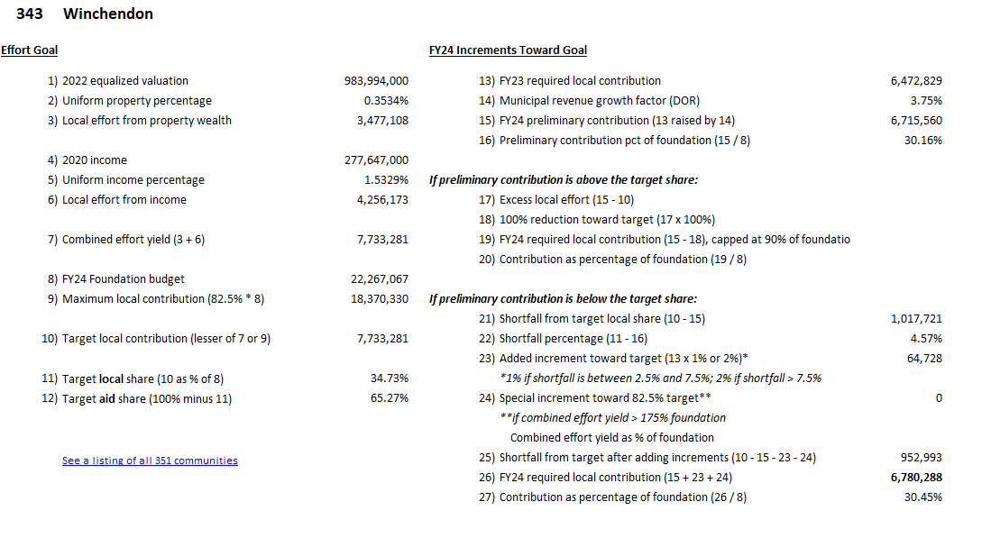 343 Winchendon
Effort Goal
1) 2022 equalized valuation 983,994,000
2) Uniform property percentage 0.3534%
3) Local effort from property wealth 3,477,108
4) 2020 income 277,647,000
5) Uniform income percentage 1.5329%
6) Local effort from income 4,256,173
7) Combined effort yield (3 + 6) 7,733,281
8) FY24 Foundation budget 22,267,067
9) Maximum local contribution (82.5% * 8) 18,370,330
10) Target local contribution (lesser of 7 or 9) 7,733,281
11) Target local share (10 as % of 8) 34.73%
12) Target aid share (100% minus 11) 65.27%
See a listing of all 351 communities
FY24 Increments Toward Goal
13) FY23 required local contribution 6,472,829
14) Municipal revenue growth factor (DOR) 3.75%
15) FY24 preliminary contribution (13 raised by 14) 6,715,560
16) Preliminary contribution pct of foundation (15 / 8) 30.16%
If preliminary contribution is above the target share:
17) Excess local effort (15 - 10)
18) 100% reduction toward target (17 x 100%)
19) FY24 required local contribution (15 - 18), capped at 90% of foundatio
20) Contribution as percentage of foundation (19 / 8)
If preliminary contribution is below the target share:
21) Shortfall from target local share (10 - 15) 1,017,721
22) Shortfall percentage (11 - 16) 4.57%
23) Added increment toward target (13 x 1% or 2%)* 64,728
*1% if shortfall is between 2.5% and 7.5%; 2% if shortfall > 7.5%
24) Special increment toward 82.5% target** 0
**if combined effort yield > 175% foundation
Combined effort yield as % of foundation
25) Shortfall from target after adding increments (10 - 15 - 23 - 24) 952,993
26) FY24 required local contribution (15 + 23 + 24) 6,780,288
27) Contribution as percentage of foundation (26 / 8) 30.45%